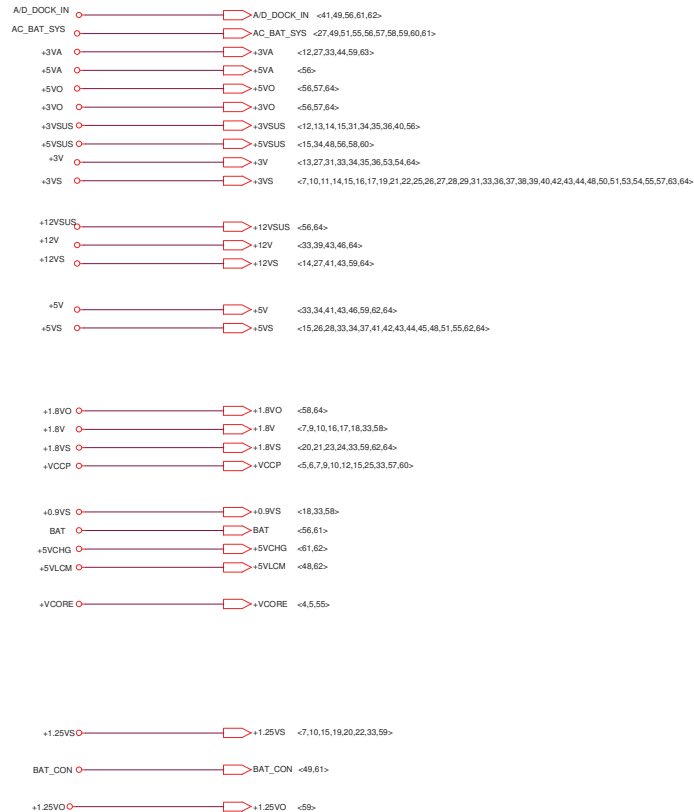 A/D_DOCK_IN A/D_DOCK_IN <41,49,56,61,62>
AC_BAT_SYS AC_BAT_SYS <27,49,51,55,56,57,58,59,60,61>
+3VA +3VA <12,27,33,44,59,63>
+5VA +5VA <56>
+5VO +5VO <56,57,64>
+3VO +3VO <56,57,64>
+3VSUS +3VSUS <12,13,14,15,31,34,35,36,40,56>
+5VSUS +5VSUS <15,34,48,56,58,60>
+3V +3V <13,27,31,33,34,35,36,53,54,64>
+3VS +3VS <7,10,11,14,15,16,17,19,21,22,25,26,27,28,29,31,33,36,37,38,39,40,42,43,44,48,50,51,53,54,55,57,63,64>
+12VSUS +12VSUS <56,64>
+12V +12V <33,39,43,46,64>
+12VS +12VS <14,27,41,43,59,64>
+5V +5V <33,34,41,43,46,59,62,64>
+5VS +5VS <15,26,28,33,34,37,41,42,43,44,45,48,51,55,62,64>
+1.8VO +1.8VO <58,64>
+1.8V +1.8V <7,9,10,16,17,18,33,58>
+1.8VS +1.8VS <20,21,23,24,33,59,62,64>
+VCCP +VCCP <5,6,7,9,10,12,15,25,33,57,60>
+0.9VS +0.9VS <18,33,58>
BAT BAT <56,61>
+5VCHG +5VCHG <61,62>
+5VLCM +5VLCM <48,62>
+VCORE +VCORE <4,5,55>
+1.25VS +1.25VS <7,10,15,19,20,22,33,59>
BAT_CON BAT_CON <49,61>
+1.25VO +1.25VO <59>